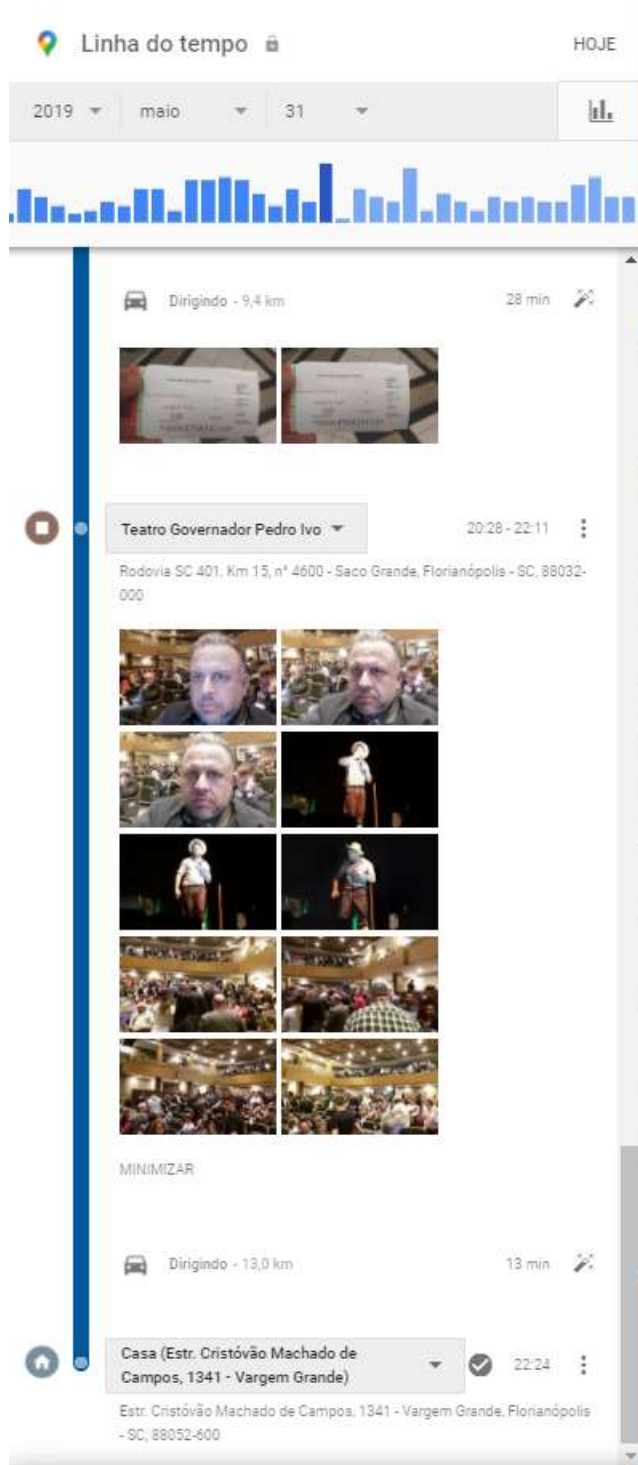 Linha do tempo
HOJE
2019
maio
31
Dirigindo - 9,4 km
28 min
Teatro Governador Pedro Ivo
20:28 - 22:11
Rodovia SC 401, Km 15, n° 4600 - Saco Grande, Florianópolis - SC, 88032-
000
MINIMIZAR
Dirigindo - 13,0 km
13 min
Casa (Estr. Cristóvão Machado de
Campos, 1341 - Vargem Grande)
22:24
Estr. Cristóvão Machado de Campos, 1341 - Vargem Grande, Florianópolis
- SC, 88052-600